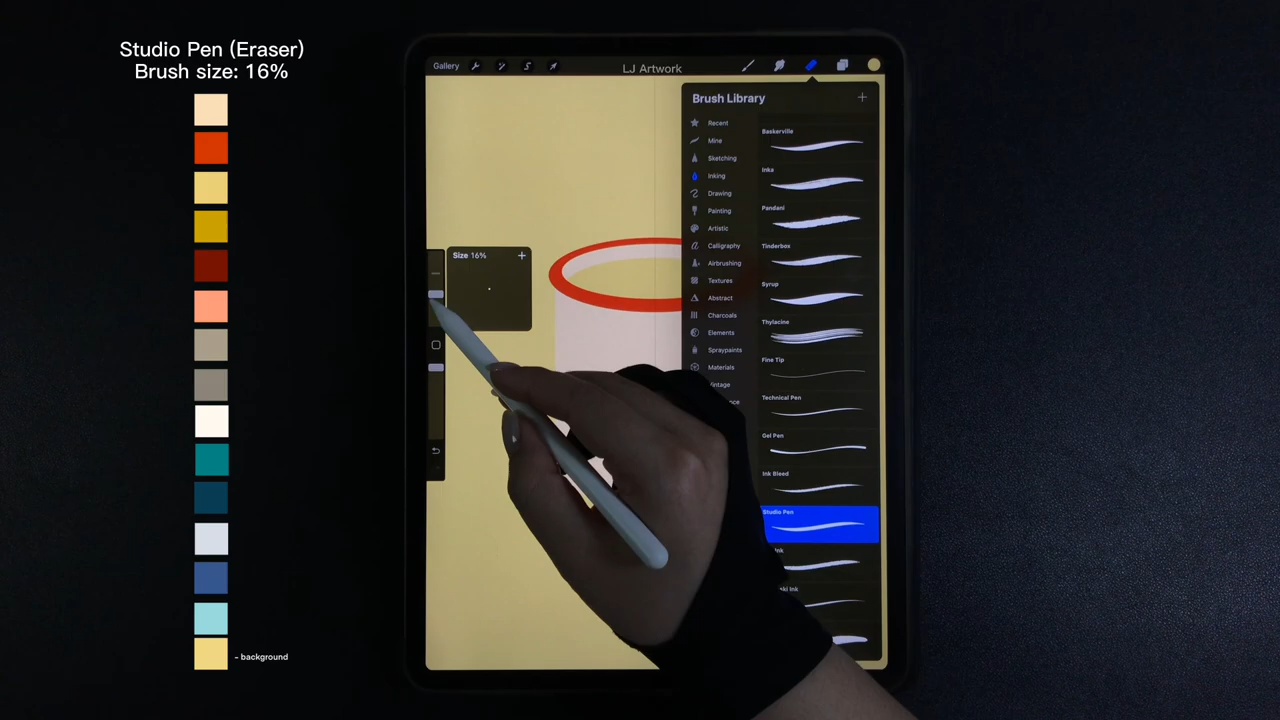 Studio Pen (Eraser)
Brush size: 16%
- background
Gallery
LJ Artwork
Size 16%
Brush Library
Recent
Mine
Sketching
Inking
Drawing
Painting
Artistic
Calligraphy
Airbrushing
Textures
Abstract
Charcoals
Elements
Spraypaints
Materials
Baskerville
Inka
Pandani
Tinderbox
Syrup
Thylacine
Fine Tip
Technical Pen
Gel Pen
Ink Bleed
Studio Pen